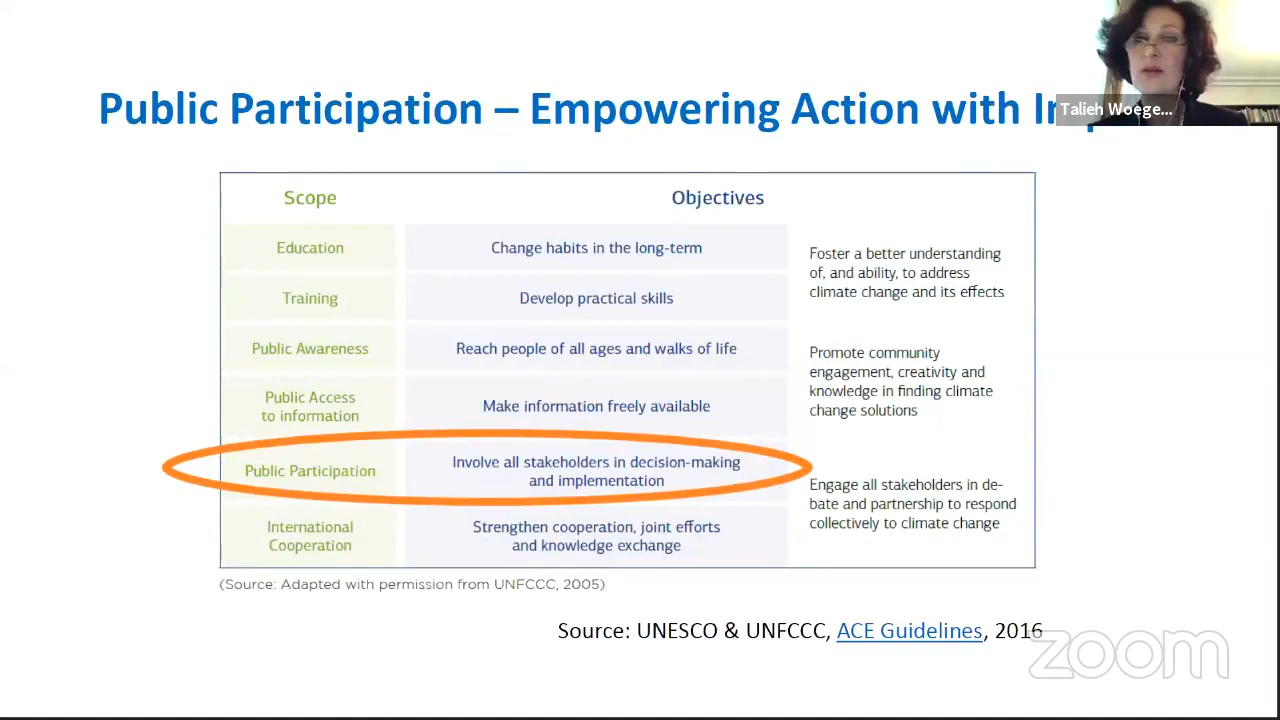 Public Participation – Empowering Action with
Talieh Woege...
Scope
Objectives
Education
Change habits in the long-term
Training
Develop practical skills
Public Awareness
Reach people of all ages and walks of life
Public Access
to information
Make information freely available
Public Participation
Involve all stakeholders in decision-making
and implementation
International
Cooperation
Strengthen cooperation, joint efforts
and knowledge exchange
Foster a better understanding
of, and ability, to address
climate change and its effects
Promote community
engagement, creativity and
knowledge in finding climate
change solutions
Engage all stakeholders in de-
bate and partnership to respond
collectively to climate change
(Source: Adapted with permission from UNFCCC, 2005)
Source: UNESCO & UNFCCC, ACE Guidelines, 2016
zoom